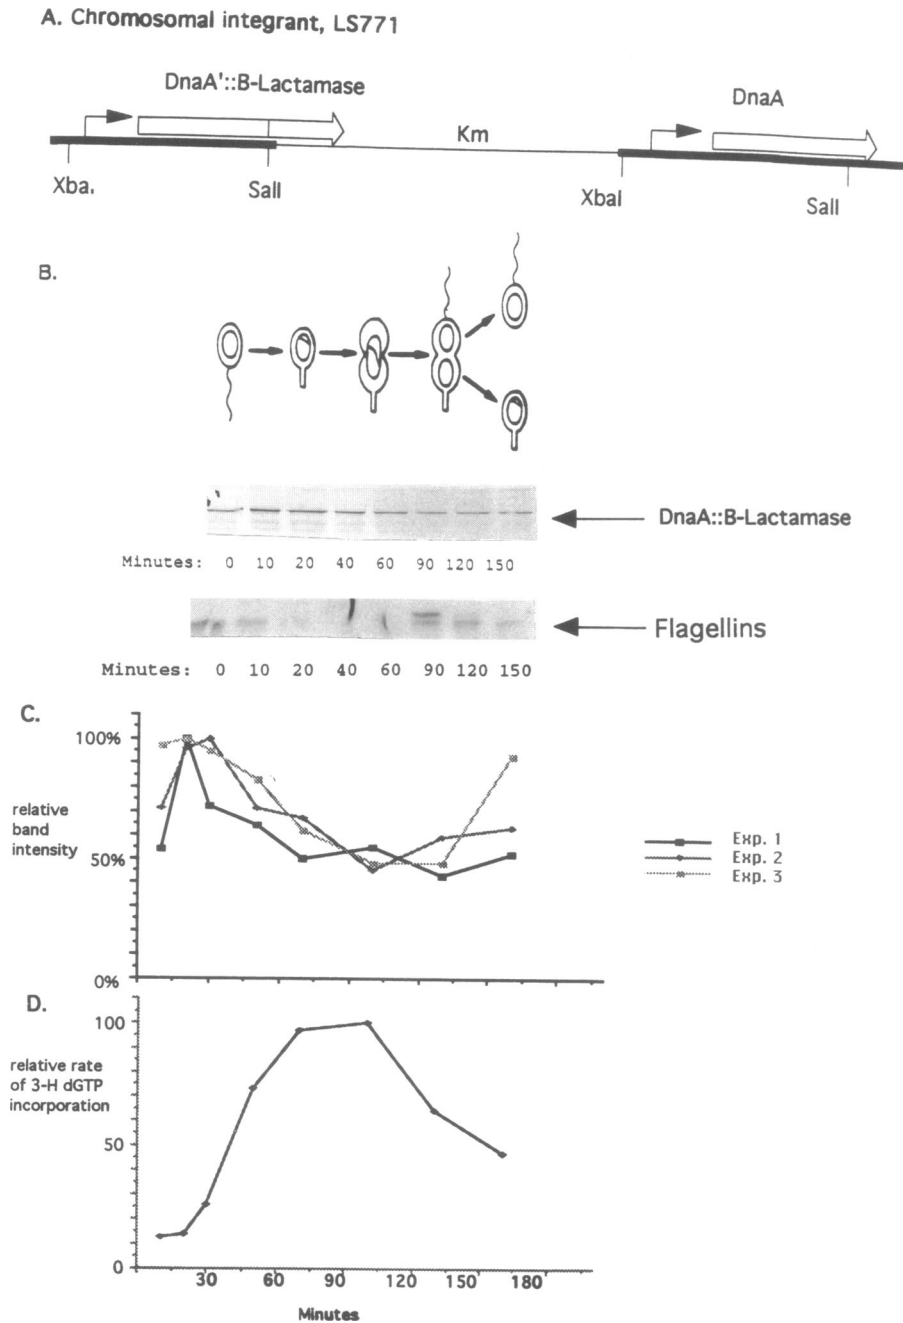 A. Chromosomal integrant, LS771
DnaA'::B-Lactamase
DnaA
Km
Xba.
SalI
XbaI
SalI
B.
DnaA::B-Lactamase
Minutes: 0 10 20 40 60 90 120 150
Flagellins
Minutes: 0 10 20 40 60 90 120 150
C.
100%
relative
band
intensity
50%
0%
Exp. 1
Exp. 2
Exp. 3
D.
100
relative rate
of 3-H dGTP
incorporation
50
0
30 60 90 120 150 180
Minutes